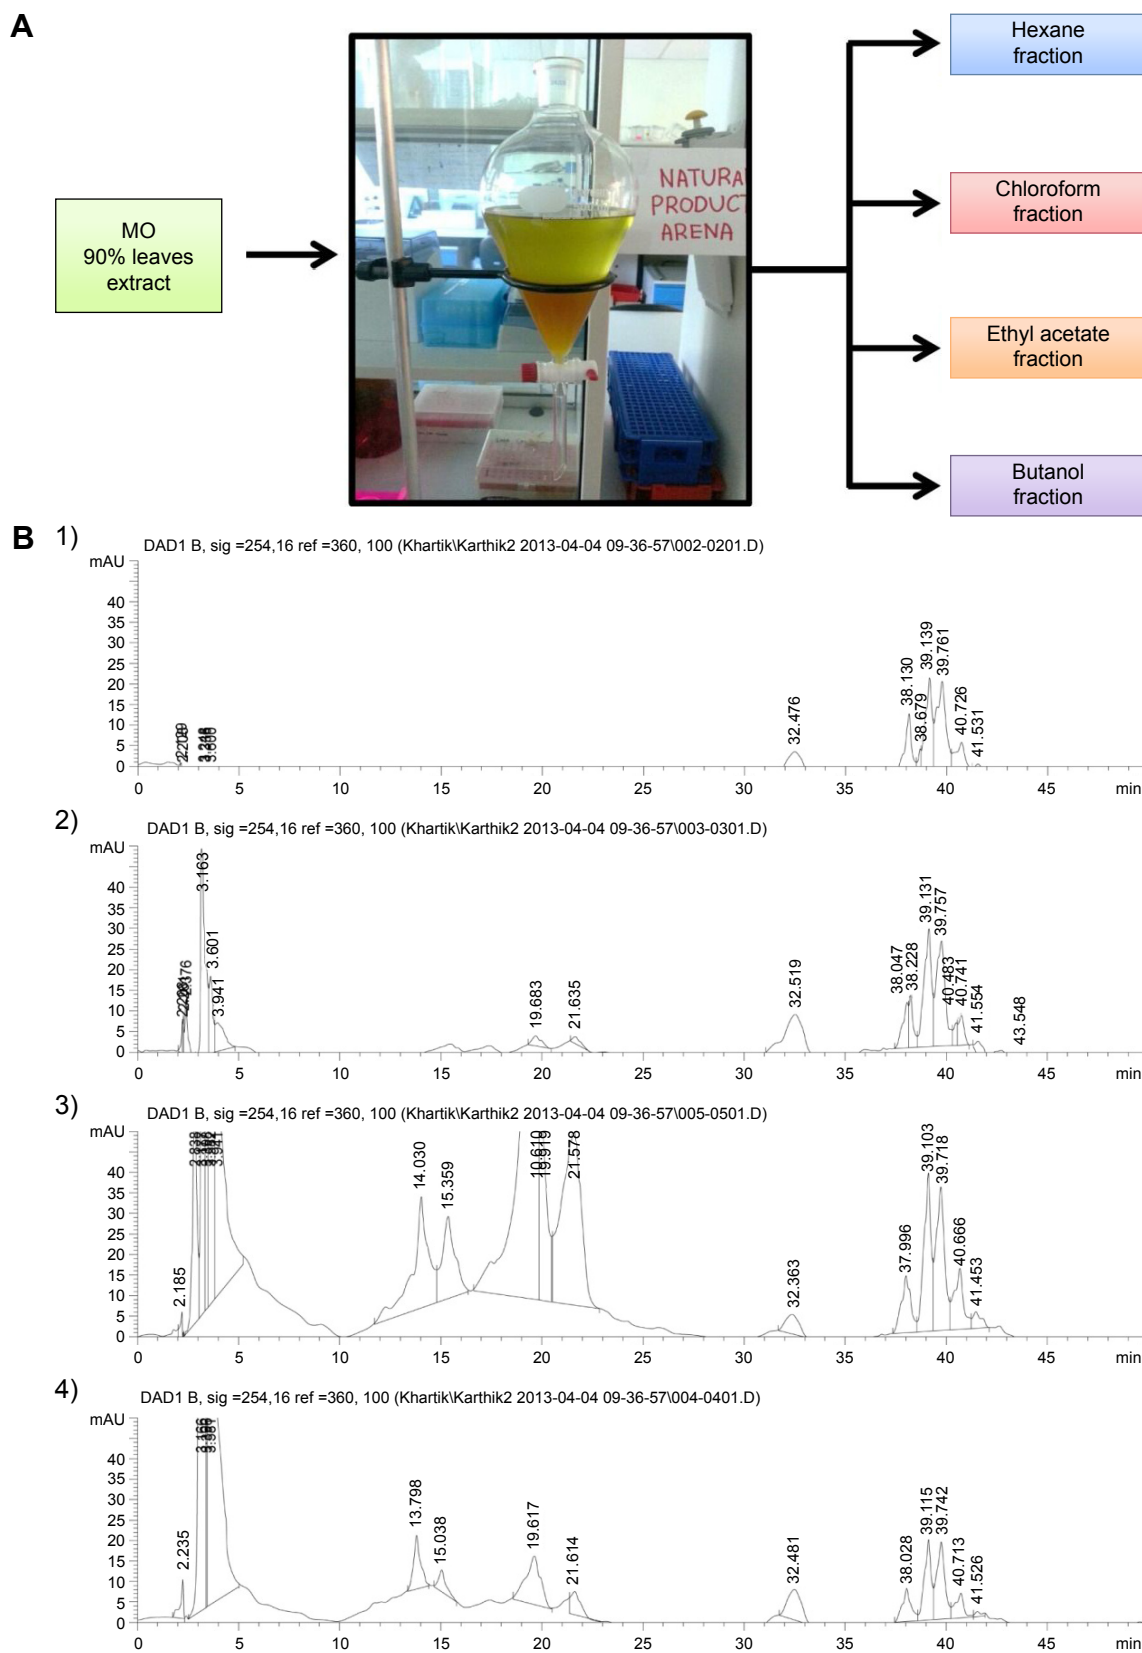 A
MO
90% leaves
extract
NATURA
PRODUCT
ARENA
Hexane
fraction
Chloroform
fraction
Ethyl acetate
fraction
Butanol
fraction
B
1)
DAD1 B, sig =254,16 ref =360, 100 (Khartik\Karthik2 2013-04-04 09-36-57\002-0201.D)
mAU
40
35
30
25
20
15
10
5
0
32.476
38.130
38.679
39.139
39.761
40.726
41.531
0 5 10 15 20 25 30 35 40 45 min
2)
DAD1 B, sig =254,16 ref =360, 100 (Khartik\Karthik2 2013-04-04 09-36-57\003-0301.D)
mAU
40
35
30
25
20
15
10
5
0
3.163
3.601
3.941
19.683
21.635
32.519
38.047
38.228
39.131
39.757
40.483
40.741
41.554
43.548
0 5 10 15 20 25 30 35 40 45 min
3)
DAD1 B, sig =254,16 ref =360, 100 (Khartik\Karthik2 2013-04-04 09-36-57\005-0501.D)
mAU
40
35
30
25
20
15
10
5
0
2.185
14.030
15.359
19.919
21.578
32.363
37.996
39.103
39.718
40.666
41.453
0 5 10 15 20 25 30 35 40 45 min
4)
DAD1 B, sig =254,16 ref =360, 100 (Khartik\Karthik2 2013-04-04 09-36-57\004-0401.D)
mAU
40
35
30
25
20
15
10
5
0
2.235
13.798
15.038
19.617
21.614
32.481
38.028
39.115
39.742
40.713
41.526
0 5 10 15 20 25 30 35 40 45 min